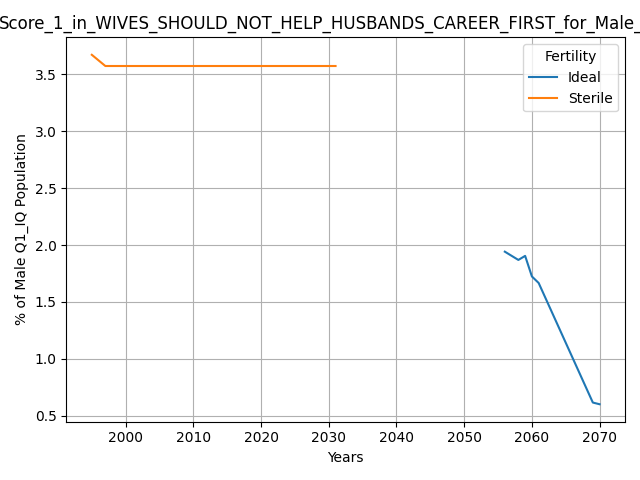 Score_1_in_WIVES_SHOULD_NOT_HELP_HUSBANDS_CAREER_FIRST_for_Male_
Fertility
Ideal
Sterile
% of Male Q1_IQ Population
3.5
3.0
2.5
2.0
1.5
1.0
0.5
2000 2010 2020 2030 2040 2050 2060 2070
Years